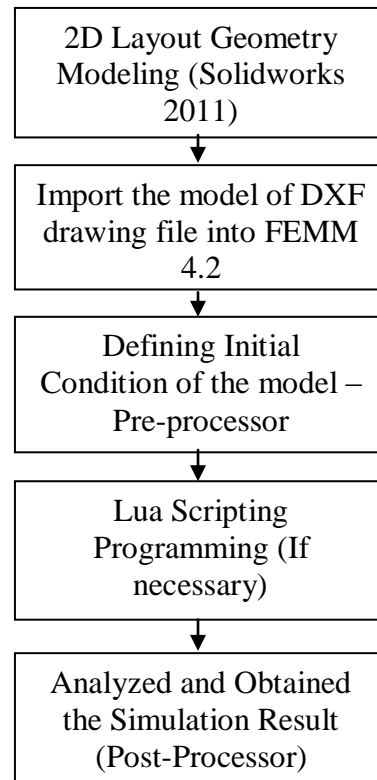 2D Layout Geometry
Modeling (Solidworks
2011)
Import the model of DXF
drawing file into FEMM
4.2
Defining Initial
Condition of the model –
Pre-processor
Lua Scripting
Programming (If
necessary)
Analyzed and Obtained
the Simulation Result
(Post-Processor)